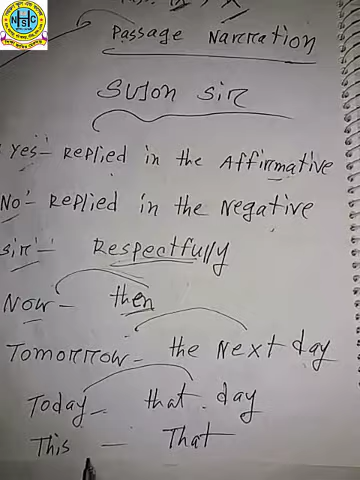 Passage Narration
Sujon Sir
Yes - Replied in the Affirmative
No - Replied in the Negative
Sir - Respectfully
Now - then
Tomorrow - the Next day
Today - that day
This - That